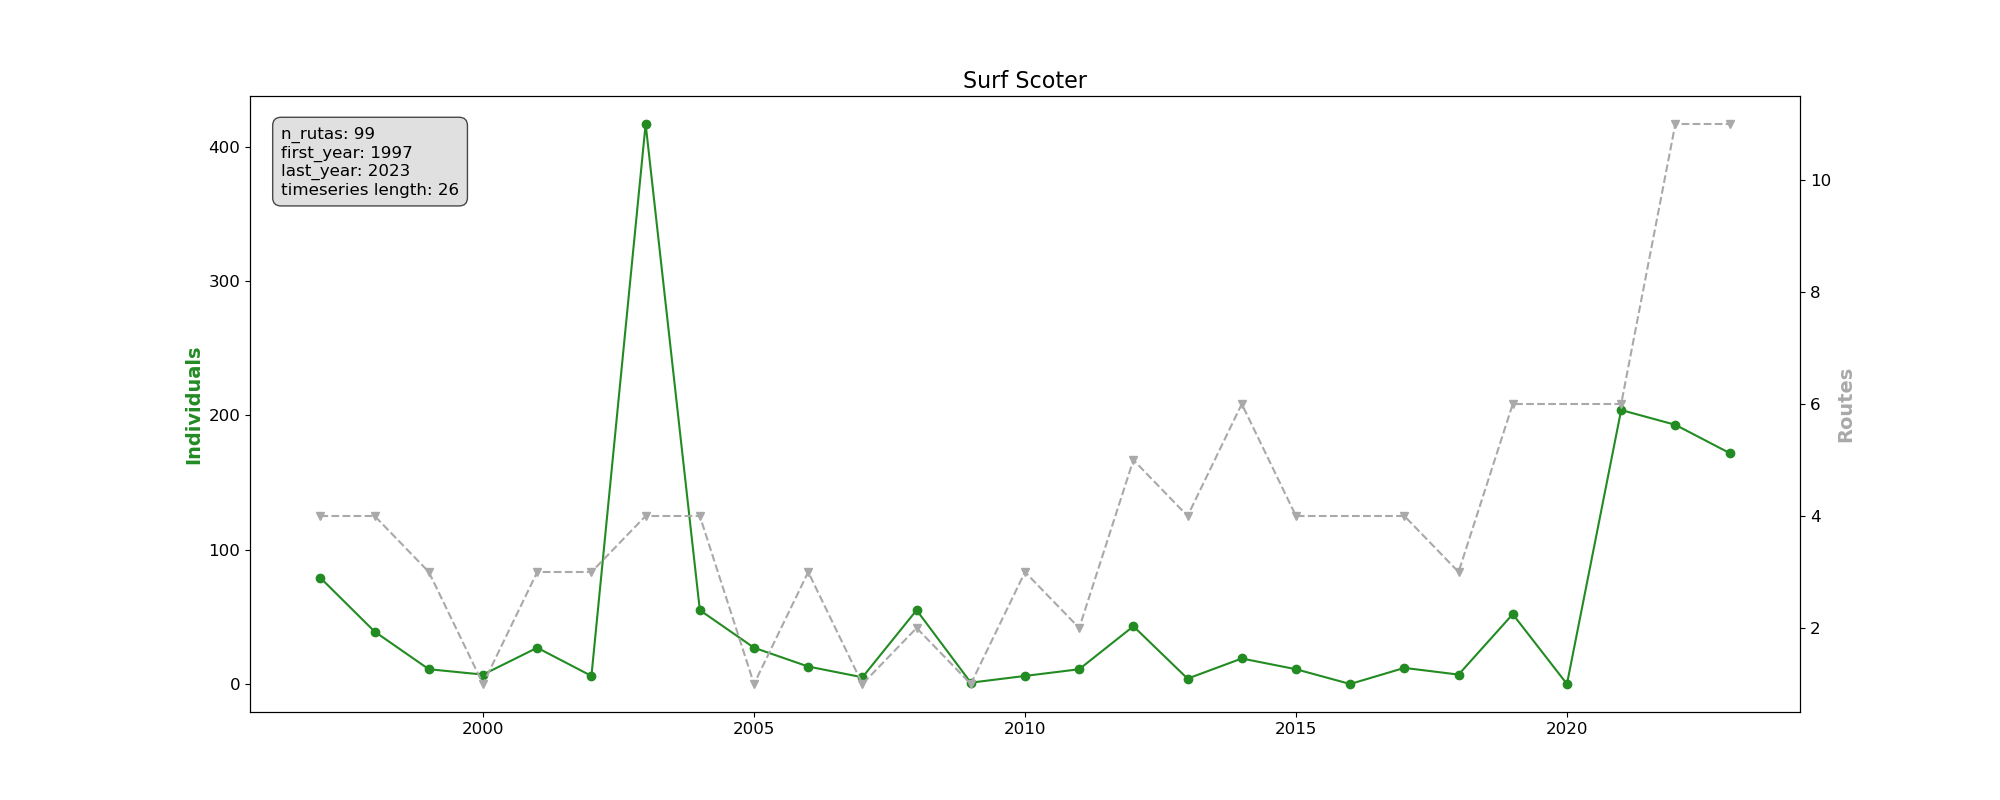 Surf Scoter
n_rutas: 99
first_year: 1997
last_year: 2023
timeseries length: 26
400
300
200
100
0
Individuals
10
8
6
4
2
Routes
2000
2005
2010
2015
2020